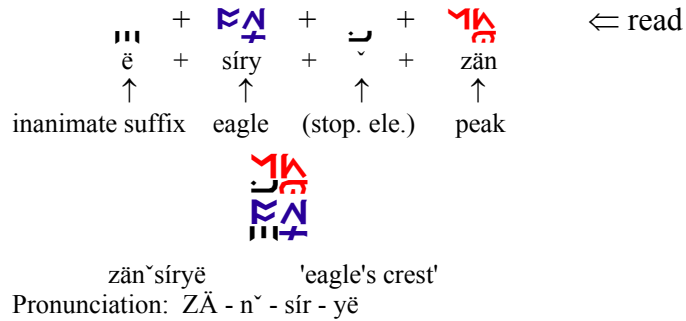 + + + ⇐ read
ë + síry + ˇ + zän
↑ ↑ ↑ ↑
inanimate suffix eagle (stop. ele.) peak
zänˇsíryë 'eagle's crest'
Pronunciation: ZÄ - nˇ - sír - yë